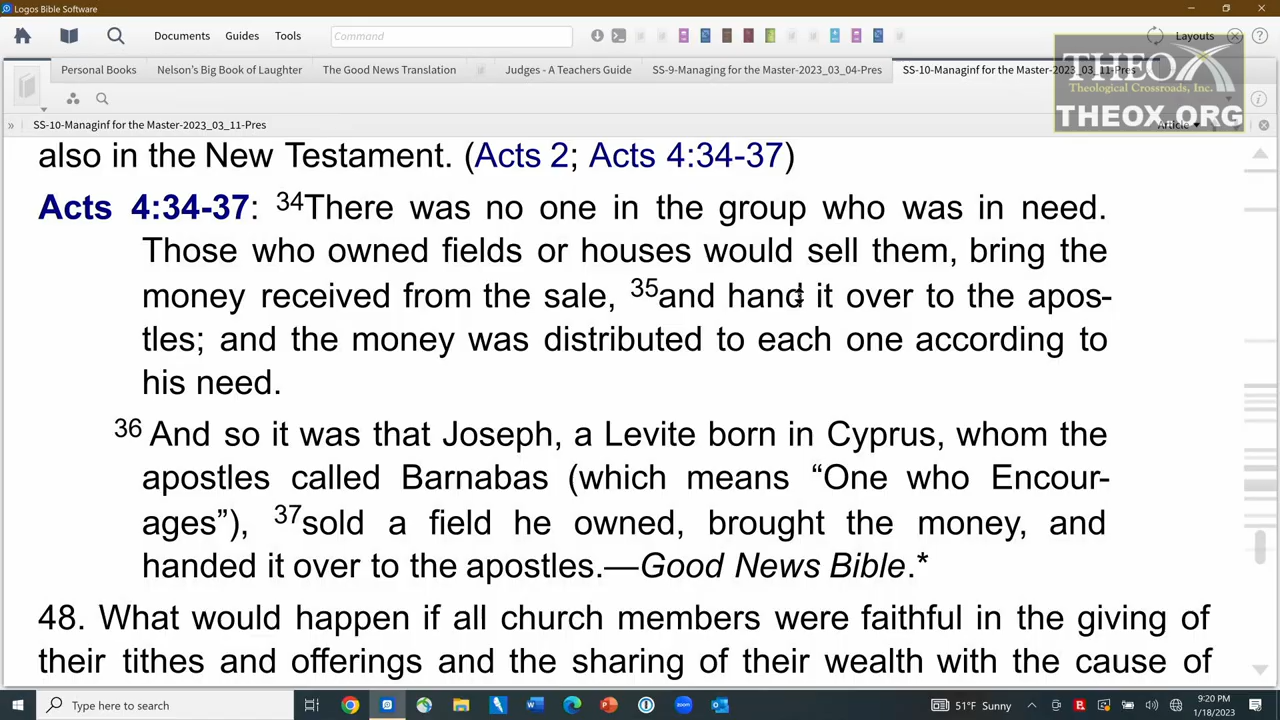 Logos Bible Software
Documents Guides Tools Command Layouts
Personal Books Nelson's Big Book of Laughter The Ga Judges - A Teachers Guide SS-9-Managing for the Master-2023_03_04-Pres SS-10-Managinf for the Master-2023_03_11-Pres
THEOX
Theological Crossroads, Inc.
THEOX.ORG
SS-10-Managinf for the Master-2023_03_11-Pres Article
also in the New Testament. (Acts 2; Acts 4:34-37)
Acts 4:34-37: 34There was no one in the group who was in need.
Those who owned fields or houses would sell them, bring the
money received from the sale, 35and hand it over to the apos-
tles; and the money was distributed to each one according to
his need.
36 And so it was that Joseph, a Levite born in Cyprus, whom the
apostles called Barnabas (which means “One who Encour-
ages”), 37sold a field he owned, brought the money, and
handed it over to the apostles.—Good News Bible.*
48. What would happen if all church members were faithful in the giving of
their tithes and offerings and the sharing of their wealth with the cause of
Type here to search 51°F Sunny 9:20 PM
1/18/2023